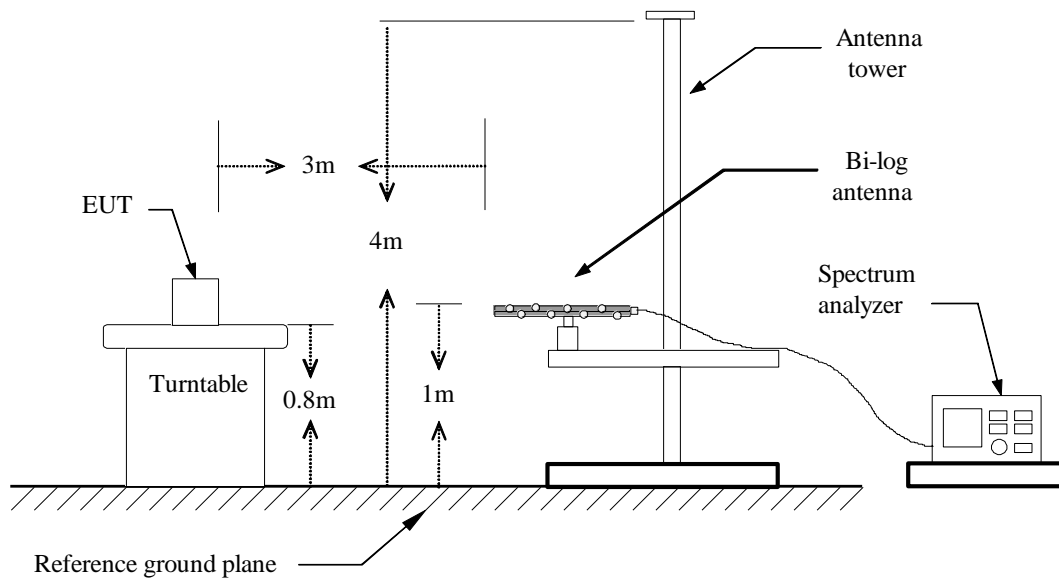 Antenna
tower
3m
Bi-log
antenna
EUT
4m
Spectrum
analyzer
Turntable
0.8m
1m
Reference ground plane